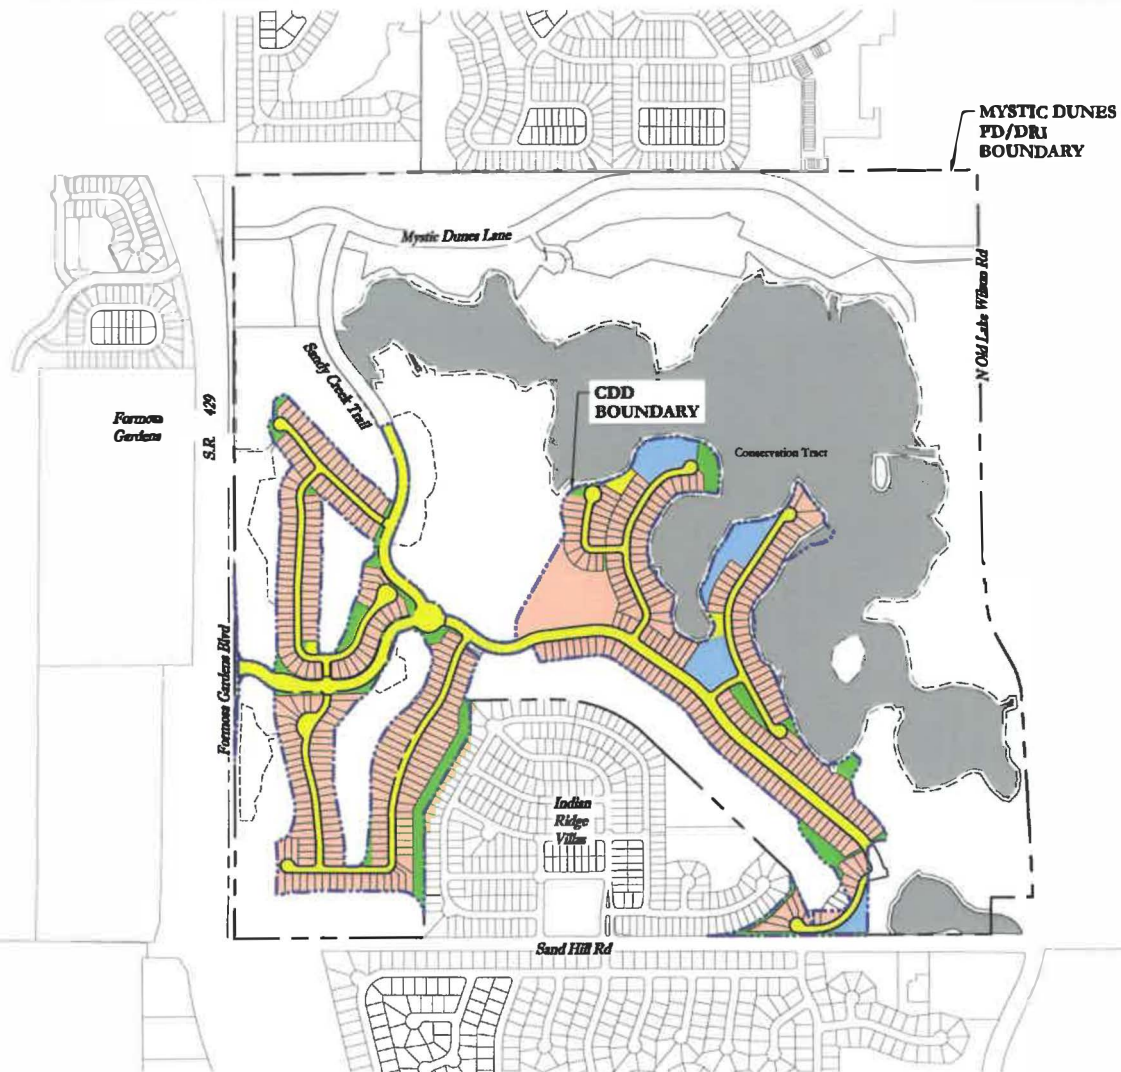 MYSTIC DUNES
PD/DRI
BOUNDARY
Mystic Dunes Lane
N Old Lake Wilson Rd
Sandy Creek Trail
CDD
BOUNDARY
Formosa
Gardens
S.R. 429
Conservation Tract
Formosa Gardens Blvd
Indian
Ridge
Villas
Sand Hill Rd